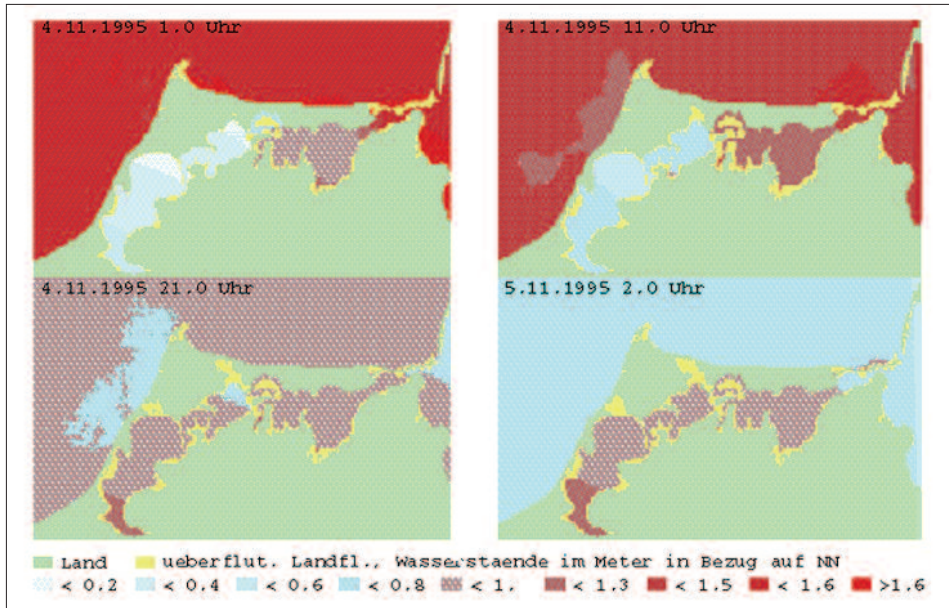 4.11.1995 1.0 Uhr
4.11.1995 11.0 Uhr
4.11.1995 21.0 Uhr
5.11.1995 2.0 Uhr
Land ueberflut. Landfl., Wasserstaende im Meter in Bezug auf NN
< 0.2 < 0.4 < 0.6 < 0.8 < 1. < 1.3 < 1.5 < 1.6 >1.6